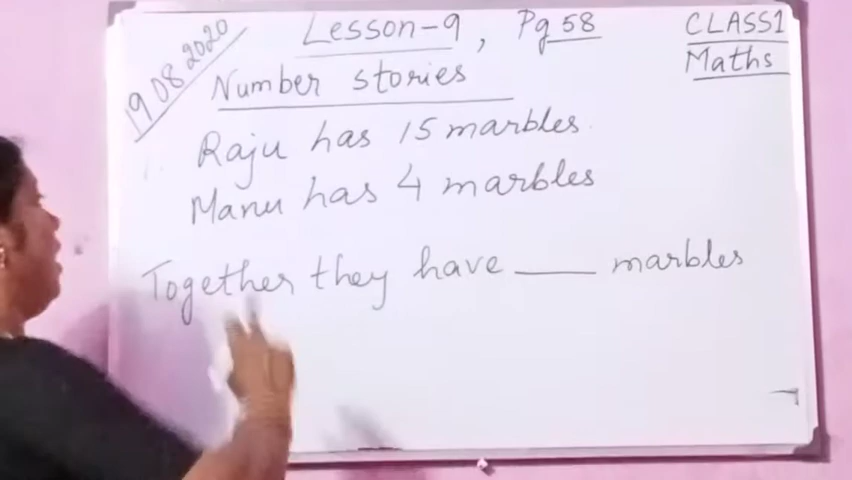 19 08 2020
Lesson-9, Pg 58
CLASS1
Maths
Number stories
1. Raju has 15 marbles.
Manu has 4 marbles
Together they have ____ marbles